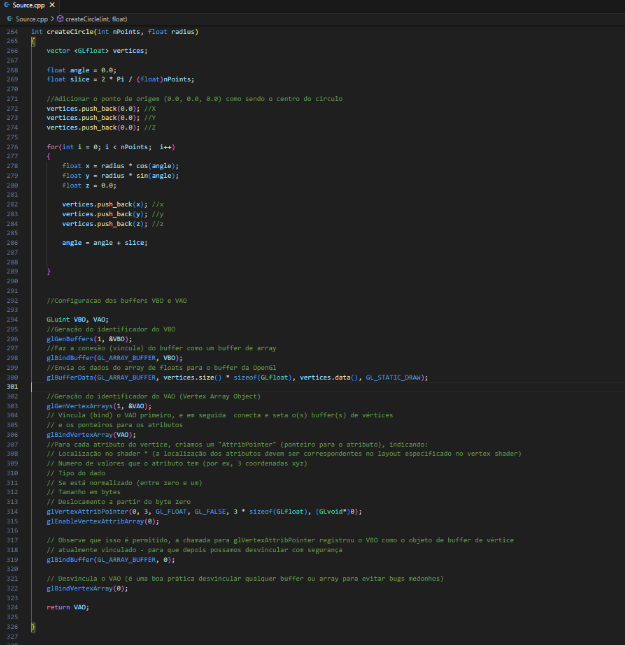 Source.cpp ×
Source.cpp > createCircle(int, float)
264 int createCircle(int nPoints, float radius)
265 {
266 vector <GLfloat> vertices;
267
268 float angle = 0.0;
269 float slice = 2 * Pi / (float)nPoints;
270
271 //Adicionar o ponto de origem (0.0, 0.0, 0.0) como sando o centro do circulo
272 vertices.push_back(0.0); //X
273 vertices.push_back(0.0); //Y
274 vertices.push_back(0.0); //Z
275
276 for(int i = 0; i < nPoints; i++)
277 {
278 float x = radius * cos(angle);
279 float y = radius * sin(angle);
280 float z = 0.0;
281
282 vertices.push_back(x); //x
283 vertices.push_back(y); //y
284 vertices.push_back(z); //z
285
286 angle = angle + slice;
287
288
289 }
290
291
292 //Configuracao dos buffers VBO e VAO
293
294 GLuint VBO, VAO;
295 //Geração do identificador do VBO
296 glGenBuffers(1, &VBO);
297 //Faz a conexão (vincula) do buffer como um buffer de array
298 glBindBuffer(GL_ARRAY_BUFFER, VBO);
299 //Envia os dados do array de floats para o buffer da OpenGl
300 glBufferData(GL_ARRAY_BUFFER, vertices.size() * sizeof(GLfloat), vertices.data(), GL_STATIC_DRAW);
301
302 //Geração do identificador do VAO (Vertex Array Object)
303 glGenVertexArrays(1, &VAO);
304 // Vincula (bind) o VAO primeiro, e em seguida conecta e seta o(s) buffer(s) de vértices
305 // e os ponteiros para os atributos
306 glBindVertexArray(VAO);
307 //Para cada atributo do vertice, criamos um "AttribPointer" (ponteiro para o atributo), indicando:
308 // Localização no shader * (a localização dos atributos devem ser correspondentes no layout especificado no vertex shader)
309 // Numero de valores que o atributo tem (por ex, 3 coordenadas xyz)
310 // Tipo do dado
311 // Se está normalizado (entre zero e um)
312 // Tamanho em bytes
313 // Deslocamento a partir do byte zero
314 glVertexAttribPointer(0, 3, GL_FLOAT, GL_FALSE, 3 * sizeof(GLfloat), (GLvoid*)0);
315 glEnableVertexAttribArray(0);
316
317 // Observe que isso é permitido, a chamada para glVertexAttribPointer registrou o VBO como o objeto de buffer de vértice
318 // atualmente vinculado - para que depois possamos desvincular com segurança
319 glBindBuffer(GL_ARRAY_BUFFER, 0);
320
321 // Desvincula o VAO (é uma boa prática desvincular qualquer buffer ou array para evitar bugs medonhos)
322 glBindVertexArray(0);
323
324 return VAO;
325
326 }
327